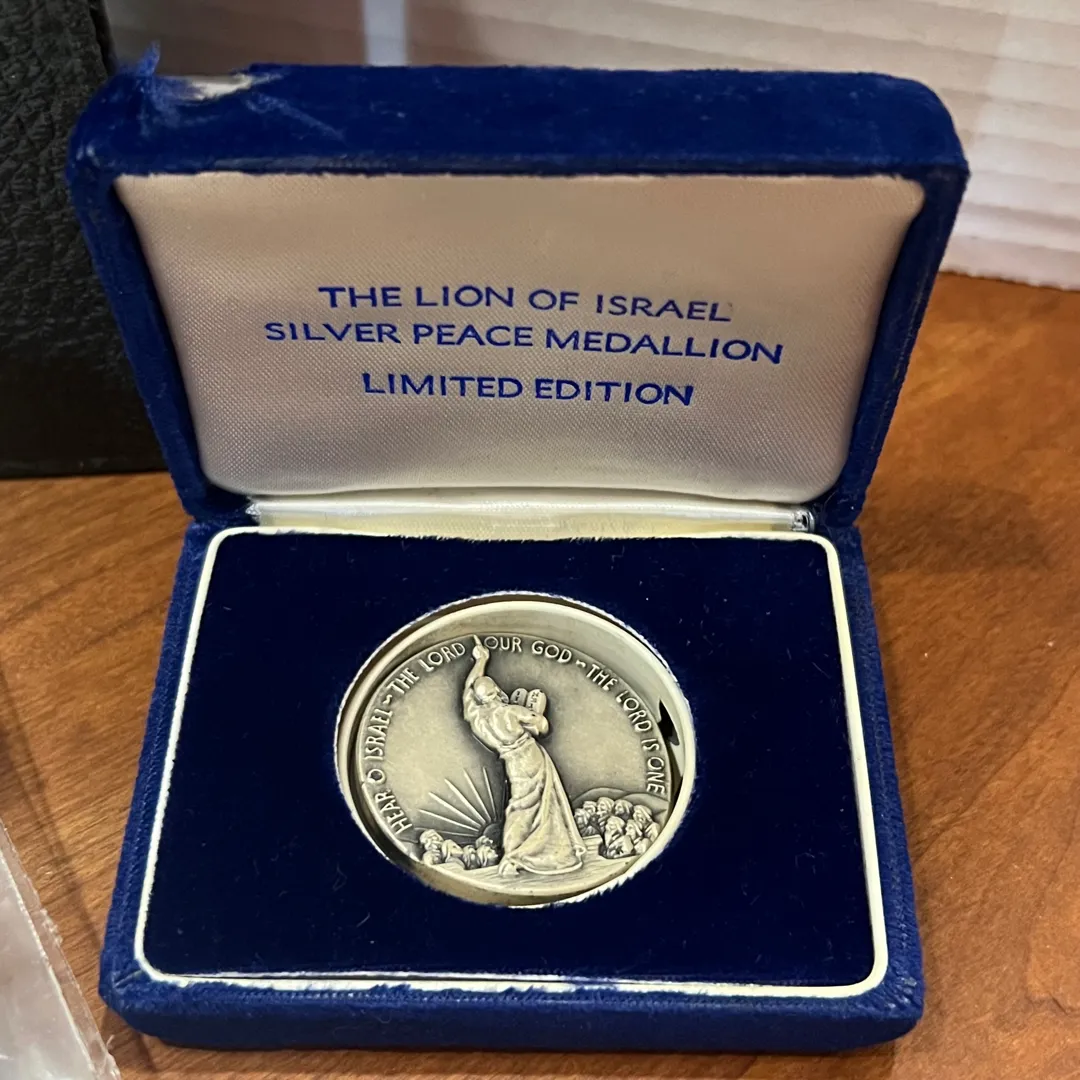 THE LION OF ISRAEL
SILVER PEACE MEDALLION
LIMITED EDITION
HEAR O ISRAEL ~ THE LORD OUR GOD ~ THE LORD IS ONE